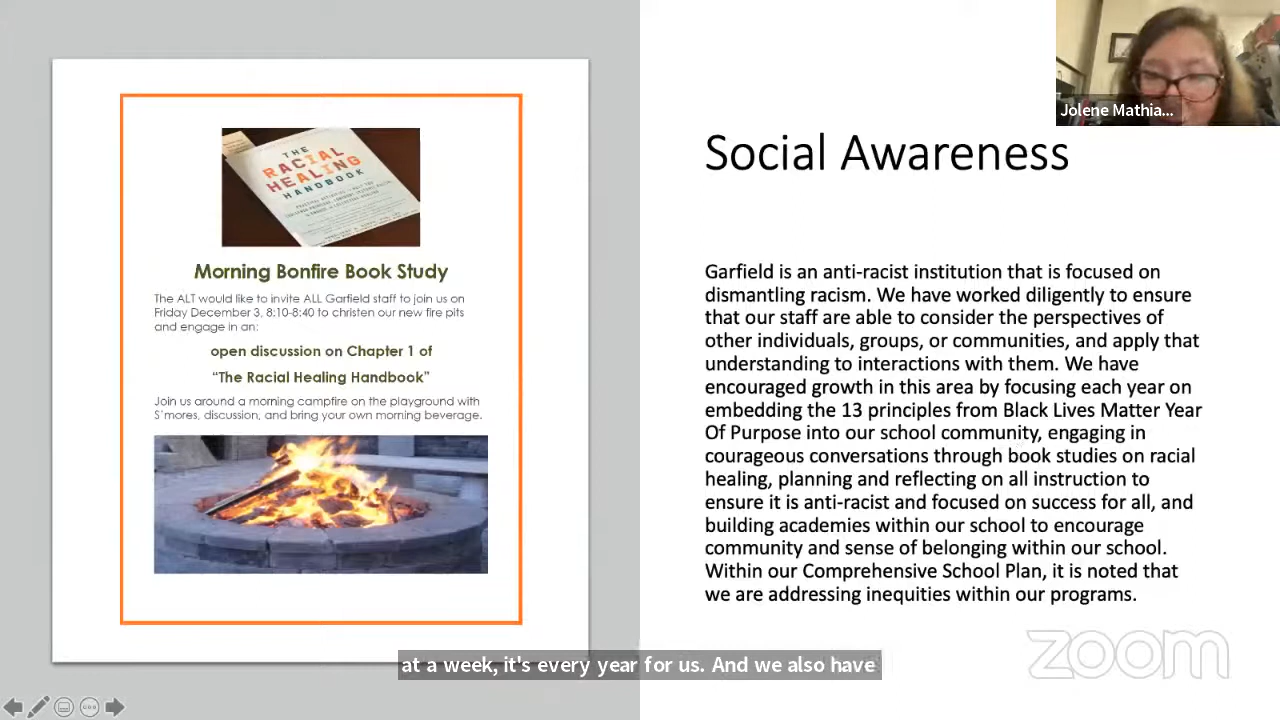 THE
RACIAL
HEALING
HANDBOOK
Morning Bonfire Book Study
The ALT would like to invite ALL Garfield staff to join us on
Friday December 3, 8:10-8:40 to christen our new fire pits
and engage in an:
open discussion on Chapter 1 of
“The Racial Healing Handbook”
Join us around a morning campfire on the playground with
S’mores, discussion, and bring your own morning beverage.
Jolene Mathia...
Social Awareness
Garfield is an anti-racist institution that is focused on
dismantling racism. We have worked diligently to ensure
that our staff are able to consider the perspectives of
other individuals, groups, or communities, and apply that
understanding to interactions with them. We have
encouraged growth in this area by focusing each year on
embedding the 13 principles from Black Lives Matter Year
Of Purpose into our school community, engaging in
courageous conversations through book studies on racial
healing, planning and reflecting on all instruction to
ensure it is anti-racist and focused on success for all, and
building academies within our school to encourage
community and sense of belonging within our school.
Within our Comprehensive School Plan, it is noted that
we are addressing inequities within our programs.
at a week, it's every year for us. And we also have
zoom